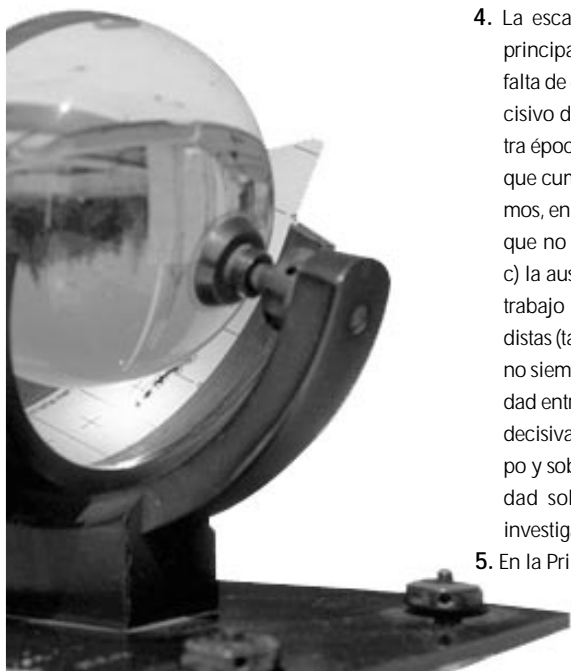 4. La esca
principa
falta de
cisivo d
tra époc
que cum
mos, en
que no
c) la aus
trabajo
distas (ta
no siem
dad entr
decisiva
po y sob
dad sol
investig
5. En la Pri